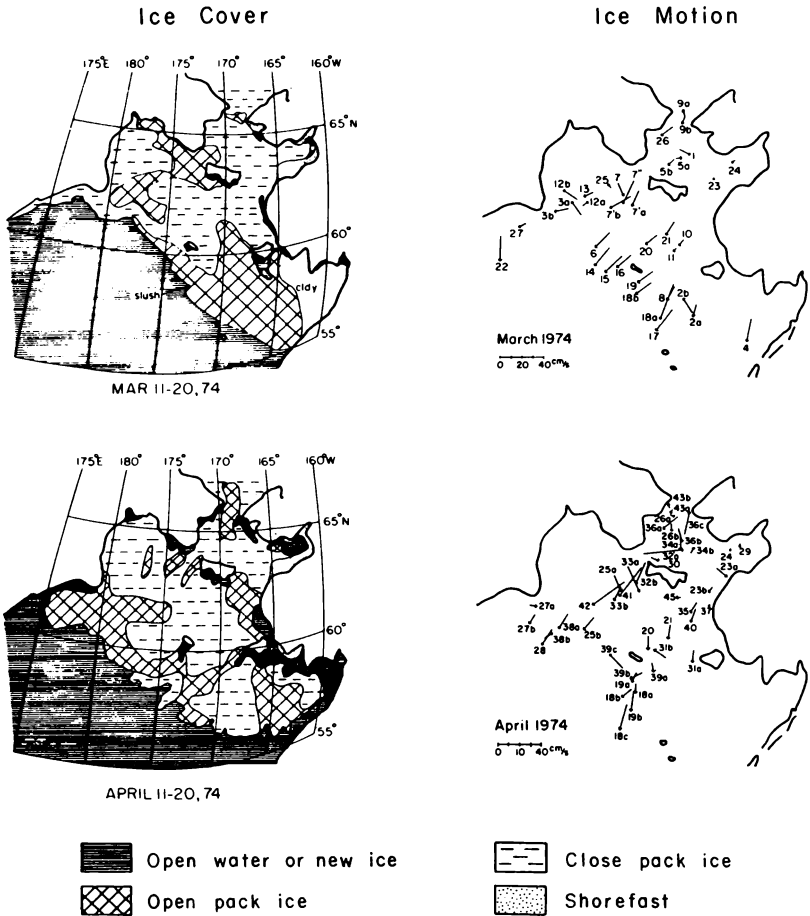 Ice Cover
Ice Motion
175°E 180° 175° 170° 165° 160°W
65°N
60°
55°
slush
cldy
MAR 11-20, 74
9a
9b
26
1
5a
5b
24
23
7
7"
25
13
12b
3a
12a
7'b
7'a
3b
27
22
6
14
15
16
20
21
10
11
19
18b
8
2b
18a
2a
17
4
March 1974
0 20 40 cm/s
175°E 180° 175° 170° 165° 160°W
65°N
60°
55°
APRIL 11-20, 74
43b
43a
26a
36a
36c
26b
36b
34a
34b
32a
30
24
29
23a
33a
25a
32b
41
33b
42
45
23b
35
37
40
27a
27b
28
38a
38b
25b
21
20
31b
31a
39c
39b
39a
19a
18b
18a
19b
18c
April 1974
0 10 40 cm/s
Open water or new ice
Close pack ice
Open pack ice
Shorefast